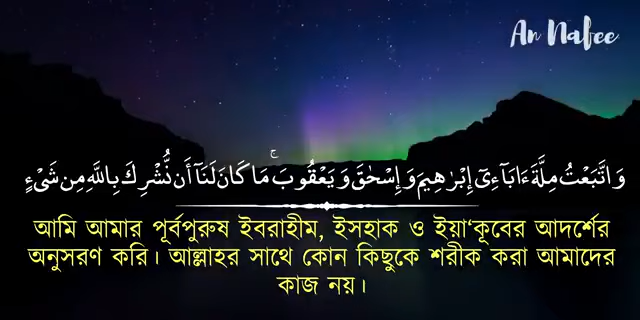 An Nafee
وَاتَّبَعْتُ مِلَّةَ ءَابَآءِىٓ إِبْرٰهِيمَ وَإِسْحٰقَ وَيَعْقُوبَ ۚ مَا كَانَ لَنَآ أَن نُّشْرِكَ بِاللَّهِ مِن شَىْءٍ
আমি আমার পূর্বপুরুষ ইবরাহীম, ইসহাক ও ইয়া‘কূবের আদর্শের
অনুসরণ করি। আল্লাহর সাথে কোন কিছুকে শরীক করা আমাদের
কাজ নয়।